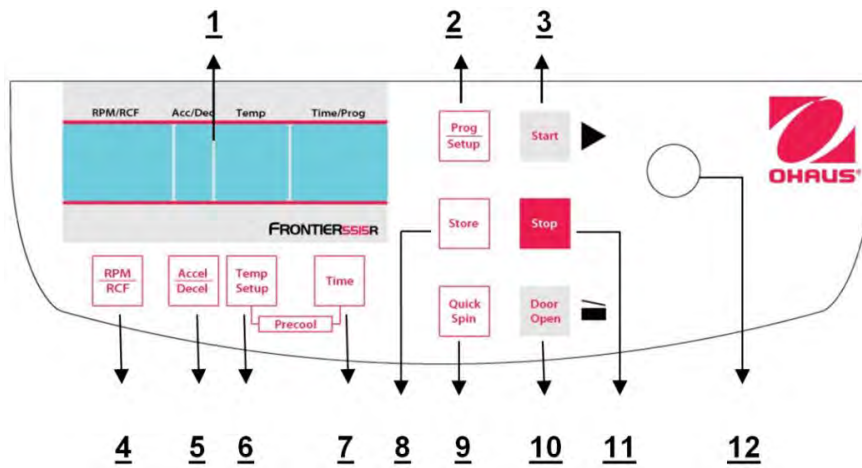 1 2 3
RPM/RCF Acc/Dec Temp Time/Prog
Prog
Setup
Start
OHAUS®
FRONTIER5515R
Store
Stop
RPM
RCF
Accel
Decel
Temp
Setup
Time
Precool
Quick
Spin
Door
Open
4 5 6 7 8 9 10 11 12